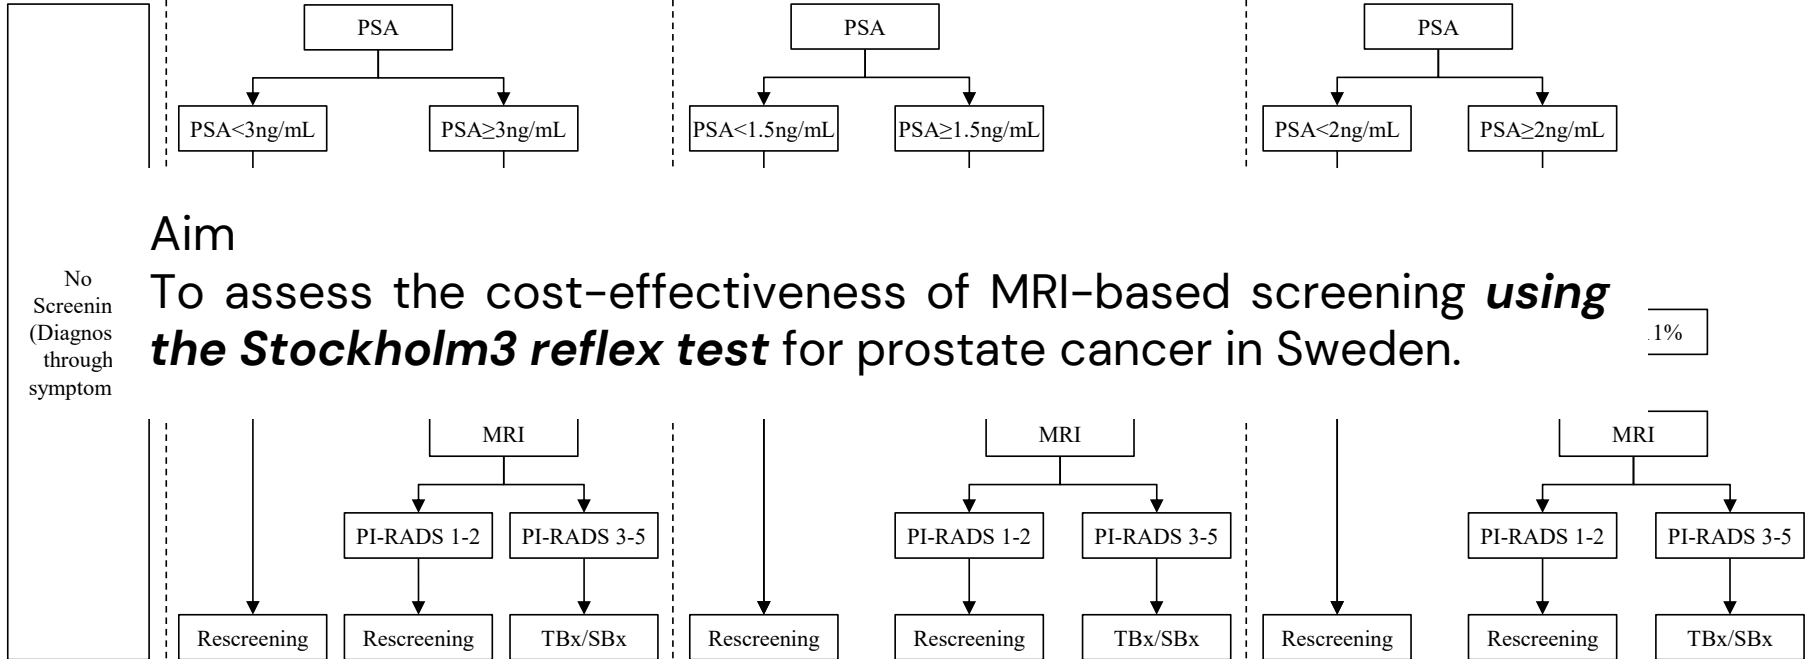 PSA
PSA
PSA
PSA<3ng/mL
PSA≥3ng/mL
PSA<1.5ng/mL
PSA≥1.5ng/mL
PSA<2ng/mL
PSA≥2ng/mL
No
Screenin
(Diagnos
through
symptom
Aim
To assess the cost-effectiveness of MRI-based screening using
the Stockholm3 reflex test for prostate cancer in Sweden.
1%
MRI
MRI
MRI
PI-RADS 1-2
PI-RADS 3-5
PI-RADS 1-2
PI-RADS 3-5
PI-RADS 1-2
PI-RADS 3-5
Rescreening
Rescreening
TBx/SBx
Rescreening
Rescreening
TBx/SBx
Rescreening
Rescreening
TBx/SBx